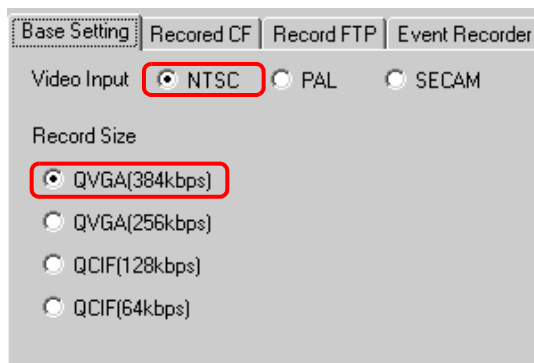 Base Setting Recored CF Record FTP Event Recorder
Video Input NTSC PAL SECAM
Record Size
QVGA(384kbps)
QVGA(256kbps)
QCIF(128kbps)
QCIF(64kbps)